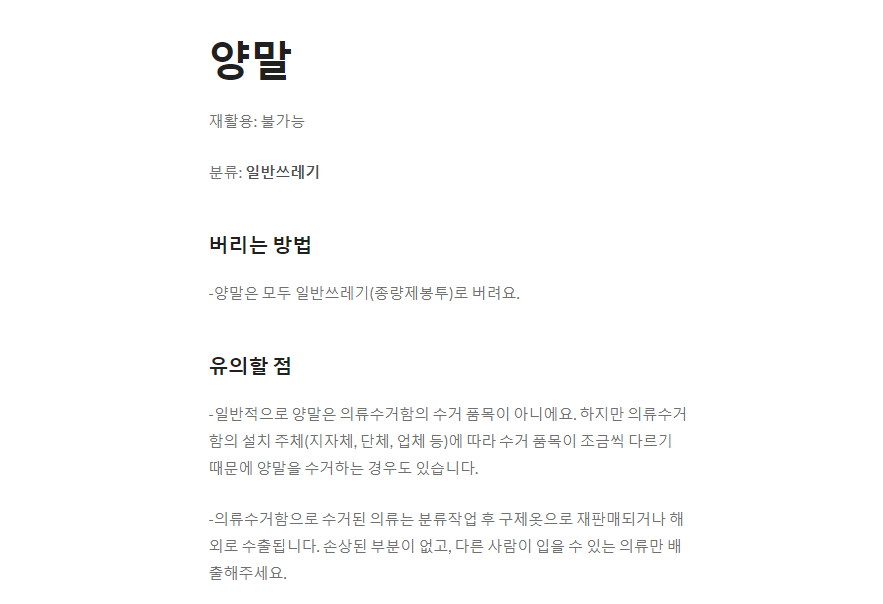 양말
재활용: 불가능
분류: 일반쓰레기
버리는 방법
-양말은 모두 일반쓰레기(종량제봉투)로 버려요.
유의할 점
-일반적으로 양말은 의류수거함의 수거 품목이 아니에요. 하지만 의류수거
함의 설치 주체(지자체, 단체, 업체 등)에 따라 수거 품목이 조금씩 다르기
때문에 양말을 수거하는 경우도 있습니다.
-의류수거함으로 수거된 의류는 분류작업 후 구제옷으로 재판매되거나 해
외로 수출됩니다. 손상된 부분이 없고, 다른 사람이 입을 수 있는 의류만 배
출해주세요.